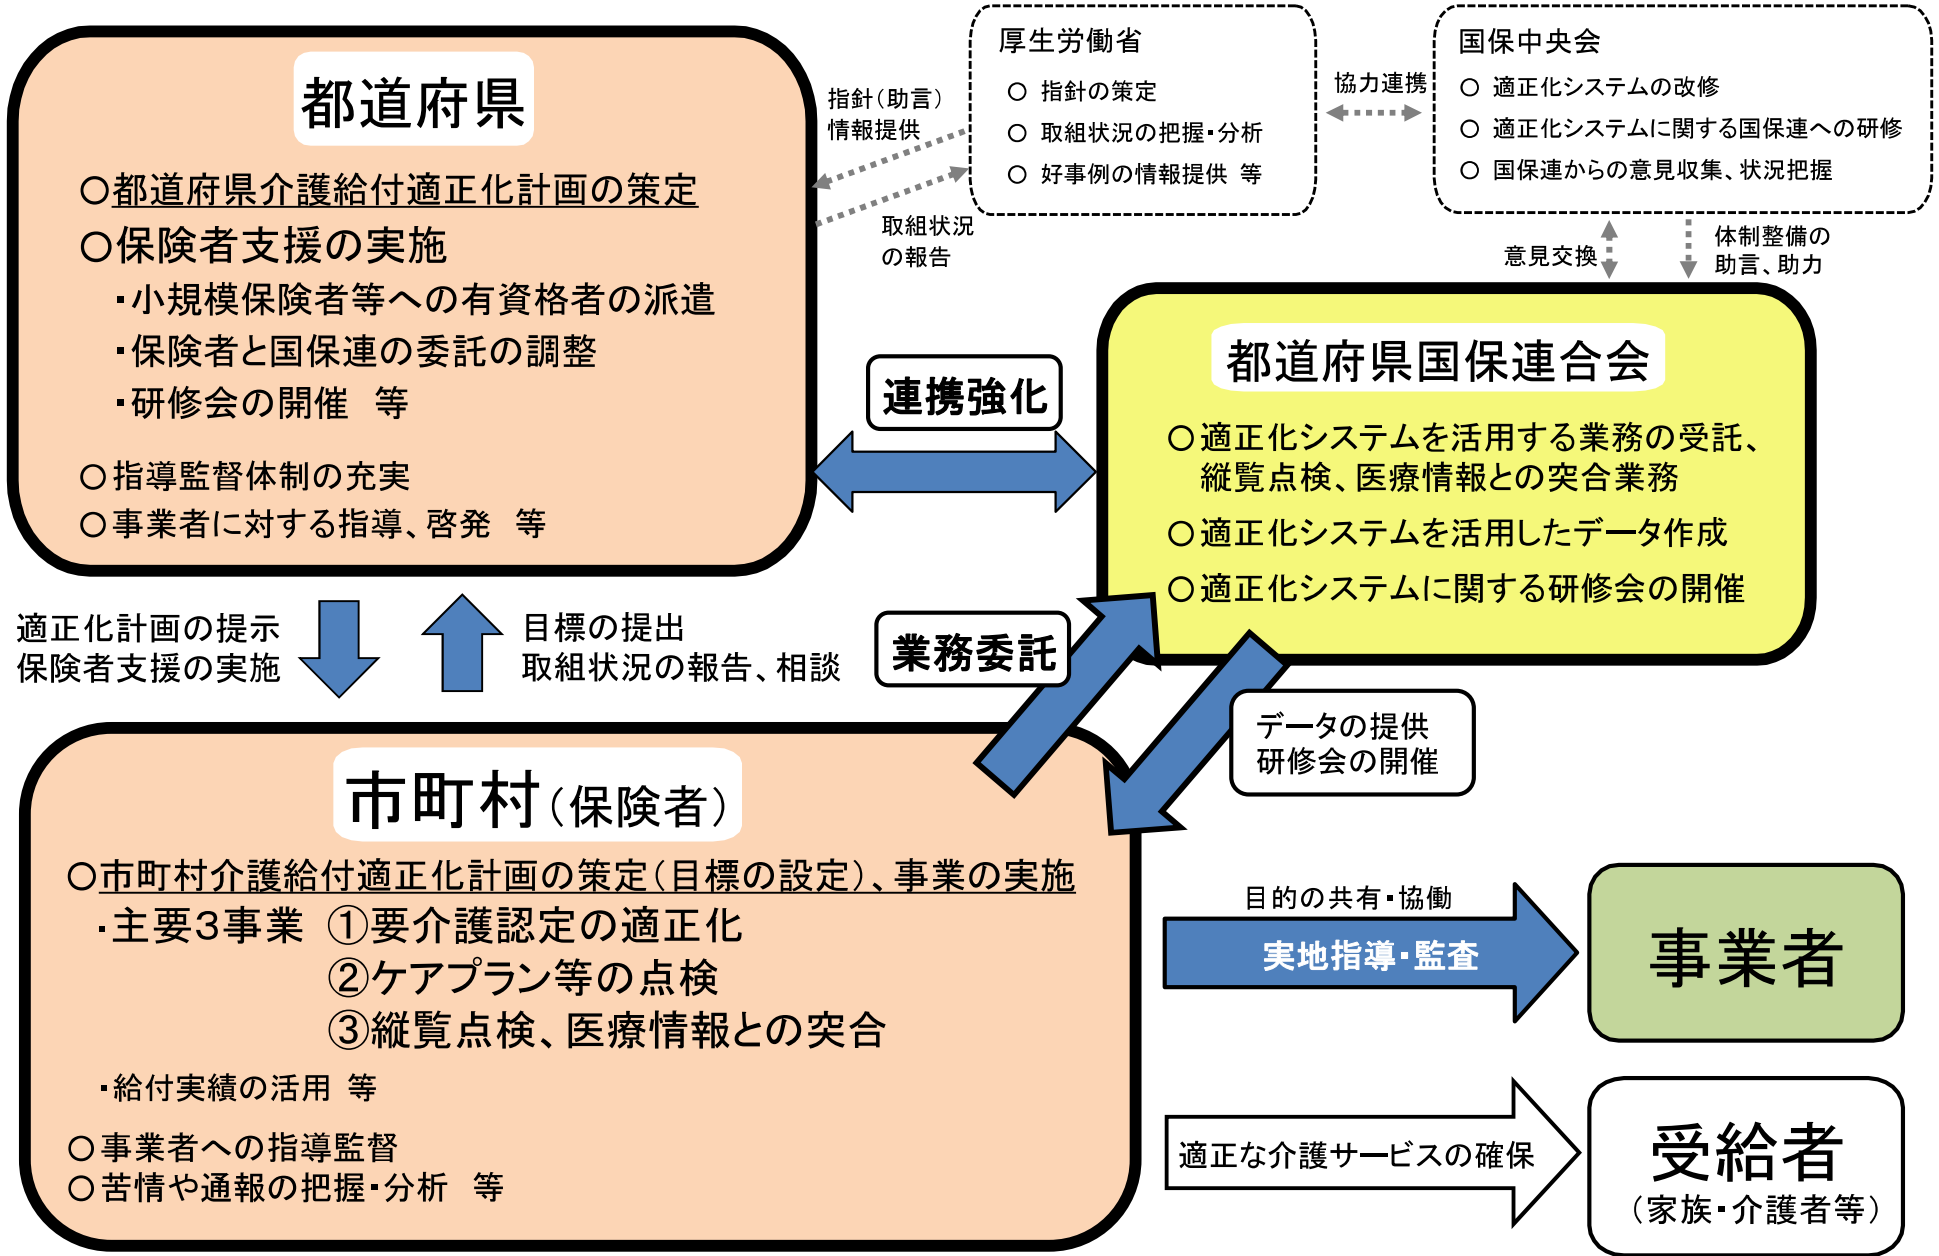 都道府県
○都道府県介護給付適正化計画の策定
○保険者支援の実施
・小規模保険者等への有資格者の派遣
・保険者と国保連の委託の調整
・研修会の開催　等
○指導監督体制の充実
○事業者に対する指導、啓発　等
指針（助言）
情報提供
取組状況
の報告
厚生労働省
○ 指針の策定
○ 取組状況の把握・分析
○ 好事例の情報提供 等
協力連携
国保中央会
○ 適正化システムの改修
○ 適正化システムに関する国保連への研修
○ 国保連からの意見収集、状況把握
意見交換
体制整備の
助言、助力
連携強化
都道府県国保連合会
○適正化システムを活用する業務の受託、
縦覧点検、医療情報との突合業務
○適正化システムを活用したデータ作成
○適正化システムに関する研修会の開催
適正化計画の提示
保険者支援の実施
目標の提出
取組状況の報告、相談
業務委託
データの提供
研修会の開催
市町村（保険者）
○市町村介護給付適正化計画の策定（目標の設定）、事業の実施
・主要３事業 ①要介護認定の適正化
②ケアプラン等の点検
③縦覧点検、医療情報との突合
・給付実績の活用 等
○事業者への指導監督
○苦情や通報の把握・分析　等
目的の共有・協働
実地指導・監査
事業者
適正な介護サービスの確保
受給者
（家族・介護者等）